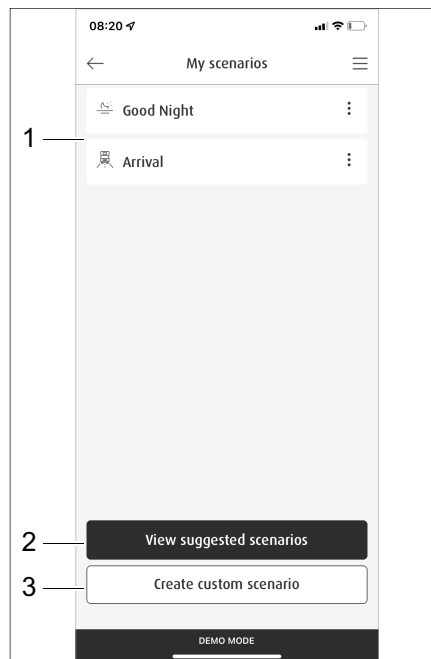 08:20
My scenarios
Good Night
1
Arrival
2 View suggested scenarios
3 Create custom scenario
DEMO MODE